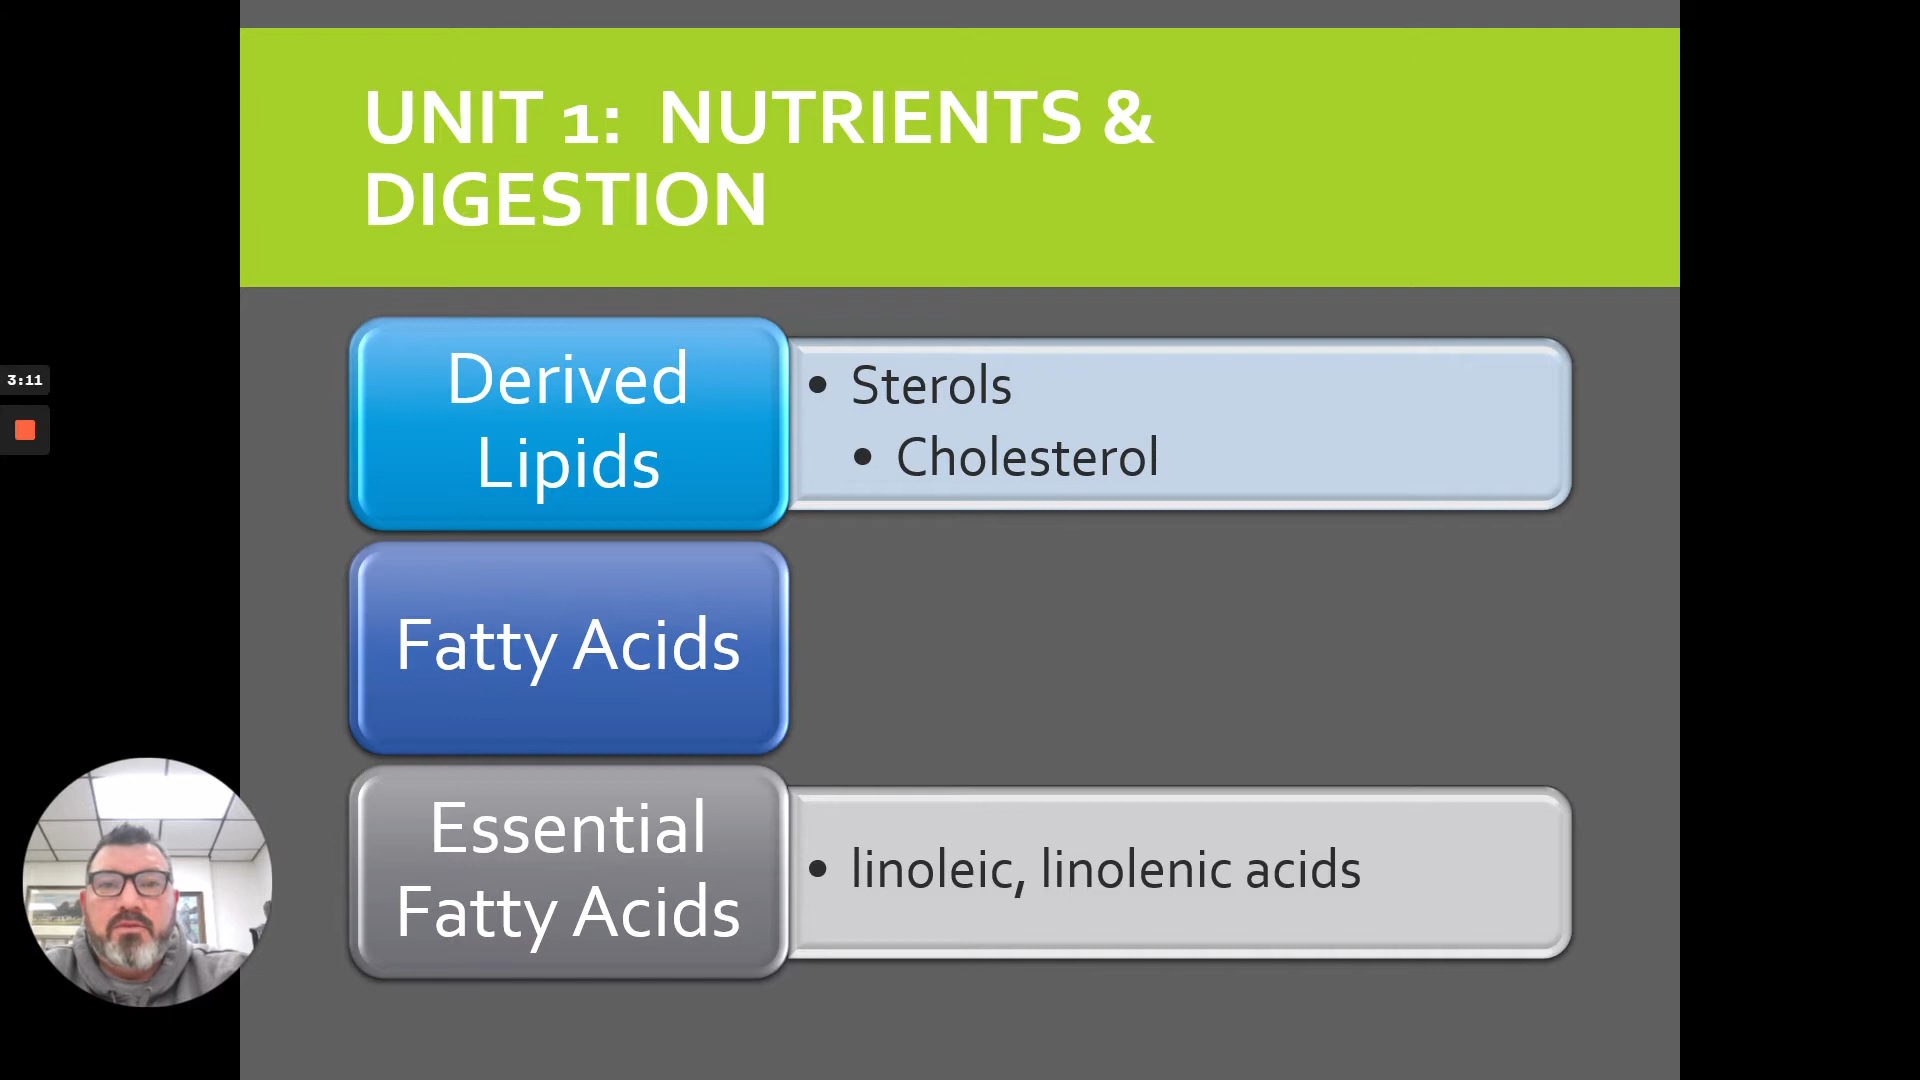 UNIT 1: NUTRIENTS &
DIGESTION
Derived
Lipids
• Sterols
• Cholesterol
3:11
Fatty Acids
Essential
Fatty Acids
• linoleic, linolenic acids